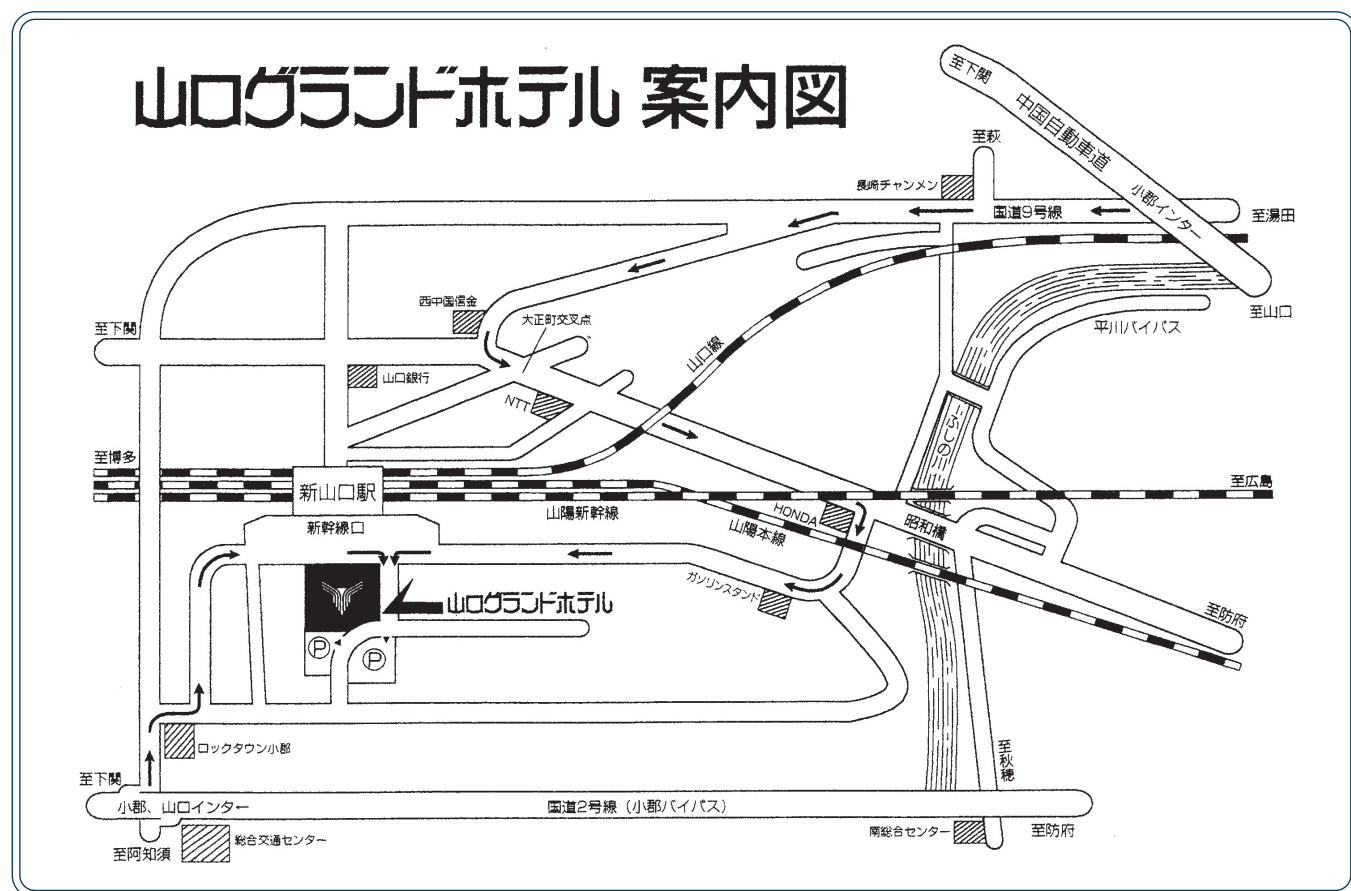 山口グランドホテル 案内図
至下関
中国自動車道
小郡インター
至萩
長崎チャンメン
国道9号線
至湯田
至山口
平川バイパス
西中国信金
大正町交叉点
至下関
山口銀行
NTT
山口線
ふしの川
至博多
新山口駅
至広島
山陽新幹線
HONDA
昭和橋
新幹線口
山陽本線
ガソリンスタンド
山口グランドホテル
至防府
P
P
ロックタウン小郡
至秋穂
至下関
小郡、山口インター
国道2号線(小郡バイパス)
至阿知須
総合交通センター
南総合センター
至防府